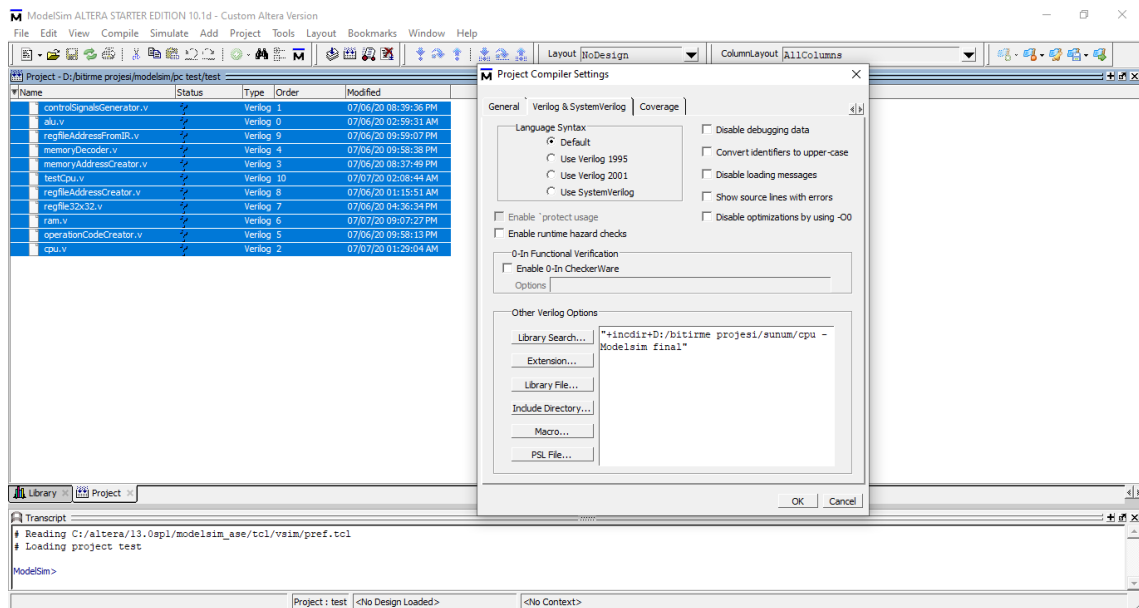 ModelSim ALTERA STARTER EDITION 10.1d - Custom Altera Version
File Edit View Compile Simulate Add Project Tools Layout Bookmarks Window Help
Layout NoDesign ColumnLayout AllColumns
Project - D:/bitirme projesi/modelsim/pc test/test
Name Status Type Order Modified
controlSignalsGenerator.v Verilog 1 07/06/20 08:39:36 PM
alu.v Verilog 0 07/06/20 02:59:31 AM
regfileAddressFromIR.v Verilog 9 07/06/20 09:59:07 PM
memoryDecoder.v Verilog 4 07/06/20 09:58:38 PM
memoryAddressCreator.v Verilog 3 07/06/20 08:37:49 PM
testCpu.v Verilog 10 07/07/20 02:08:44 AM
regfileAddressCreator.v Verilog 8 07/06/20 01:15:51 AM
regfile32x32.v Verilog 7 07/06/20 04:36:34 PM
ram.v Verilog 6 07/07/20 09:07:27 PM
operationCodeCreator.v Verilog 5 07/06/20 09:58:13 PM
cpu.v Verilog 2 07/07/20 01:29:04 AM
Project Compiler Settings
General Verilog & SystemVerilog Coverage
Language Syntax
Default
Use Verilog 1995
Use Verilog 2001
Use SystemVerilog
Disable debugging data
Convert identifiers to upper-case
Disable loading messages
Show source lines with errors
Disable optimizations by using -O0
Enable `protect usage
Enable runtime hazard checks
0-In Functional Verification
Enable 0-In CheckerWare
Options
Other Verilog Options
Library Search...
Extension...
Library File...
Include Directory...
Macro...
PSL File...
"+incdir+D:/bitirme projesi/sunum/cpu -
Modelsim final"
OK Cancel
Library Project
Transcript
# Reading C:/altera/13.0sp1/modelsim_ase/tcl/vsim/pref.tcl
# Loading project test
ModelSim>
Project : test <No Design Loaded> <No Context>